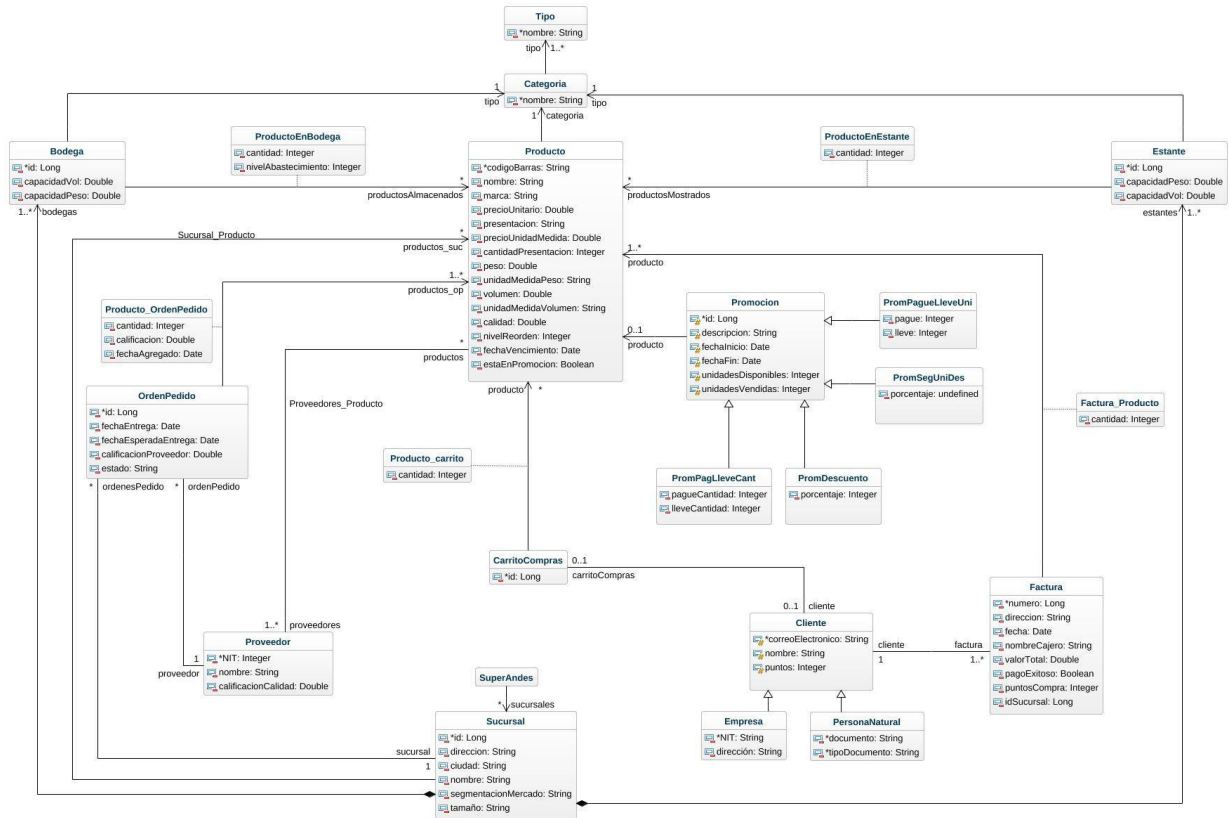 Tipo
*nombre: String
tipo 1..*
Categoria
*nombre: String
1
tipo
1
tipo
1 categoria
Bodega
*id: Long
capacidadVol: Double
capacidadPeso: Double
1..* bodegas
ProductoEnBodega
cantidad: Integer
nivelAbastecimiento: Integer
*
productosAlmacenados
Producto
*codigoBarras: String
nombre: String
marca: String
precioUnitario: Double
presentacion: String
precioUnidadMedida: Double
cantidadPresentacion: Integer
peso: Double
unidadMedidaPeso: String
volumen: Double
unidadMedidaVolumen: String
calidad: Double
nivelReorden: Integer
fechaVencimiento: Date
estaEnPromocion: Boolean
ProductoEnEstante
cantidad: Integer
*
productosMostrados
Estante
*id: Long
capacidadPeso: Double
capacidadVol: Double
estantes 1..*
Sucursal_Producto
*
productos_suc
1..*
productos_op
1..*
producto
Producto_OrdenPedido
cantidad: Integer
calificacion: Double
fechaAgregado: Date
*
productos
0..1
producto
Promocion
*id: Long
descripcion: String
fechaInicio: Date
fechaFin: Date
unidadesDisponibles: Integer
unidadesVendidas: Integer
PromPagueLleveUni
pague: Integer
lleve: Integer
PromSegUniDes
porcentaje: undefined
producto *
OrdenPedido
*id: Long
fechaEntrega: Date
fechaEsperadaEntrega: Date
calificacionProveedor: Double
estado: String
* ordenesPedido
* ordenPedido
Proveedores_Producto
Factura_Producto
cantidad: Integer
Producto_carrito
cantidad: Integer
PromPagLleveCant
pagueCantidad: Integer
lleveCantidad: Integer
PromDescuento
porcentaje: Integer
CarritoCompras
*id: Long
0..1
carritoCompras
0..1 cliente
Cliente
*correoElectronico: String
nombre: String
puntos: Integer
cliente
1
factura
1..*
Factura
*numero: Long
direccion: String
fecha: Date
nombreCajero: String
valorTotal: Double
pagoExitoso: Boolean
puntosCompra: Integer
idSucursal: Long
1..* proveedores
Proveedor
*NIT: Integer
nombre: String
calificacionCalidad: Double
1
proveedor
SuperAndes
* sucursales
Sucursal
*id: Long
direccion: String
ciudad: String
nombre: String
segmentacionMercado: String
tamaño: String
sucursal
1
Empresa
*NIT: String
dirección: String
PersonaNatural
*documento: String
*tipoDocumento: String